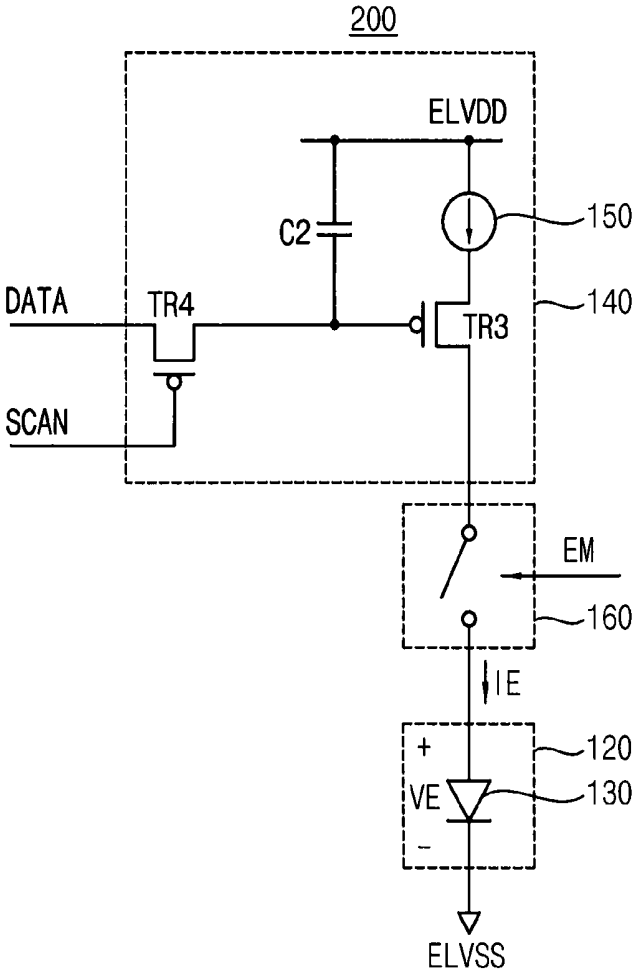 200
ELVDD
150
C2
DATA
TR4
TR3
140
SCAN
EM
160
IE
+
120
VE
130
-
ELVSS